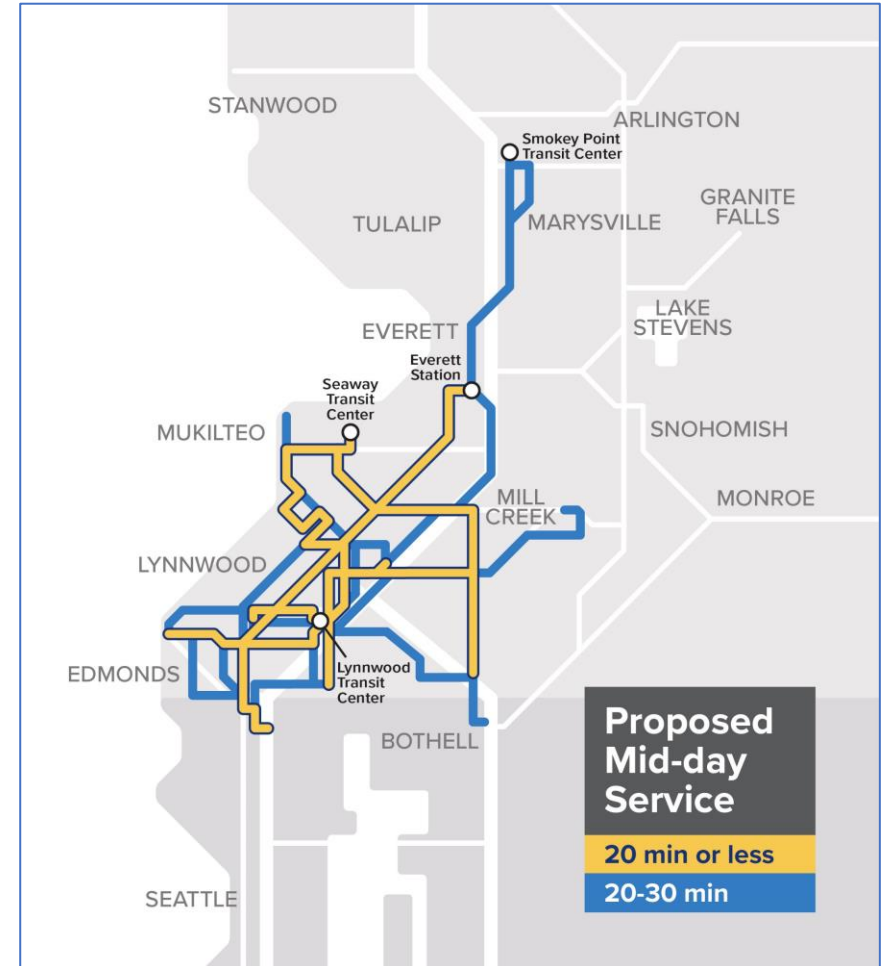 STANWOOD
ARLINGTON
Smokey Point
Transit Center
GRANITE
FALLS
TULALIP
MARYSVILLE
LAKE
STEVENS
EVERETT
Everett
Station
Seaway
Transit
Center
MUKILTEO
SNOHOMISH
MILL
CREEK
MONROE
LYNNWOOD
EDMONDS
Lynnwood
Transit
Center
BOTHELL
SEATTLE
Proposed
Mid-day
Service
20 min or less
20-30 min